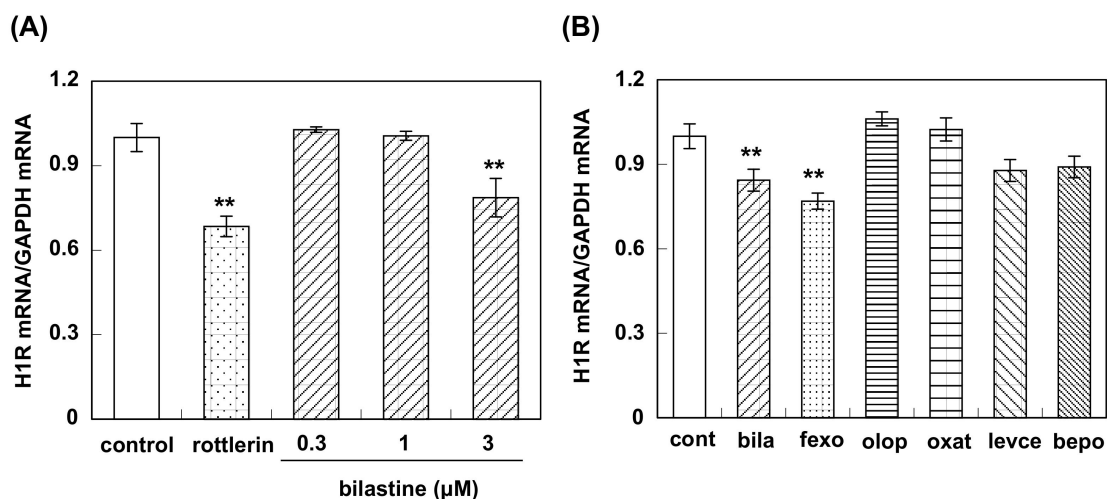 (A)
H1R mRNA/GAPDH mRNA
1.2
0.9
0.6
0.3
0
**
**
control rottlerin 0.3 1 3
bilastine (µM)
(B)
H1R mRNA/GAPDH mRNA
1.2
0.9
0.6
0.3
0
**
**
cont bila fexo olop oxat levce bepo